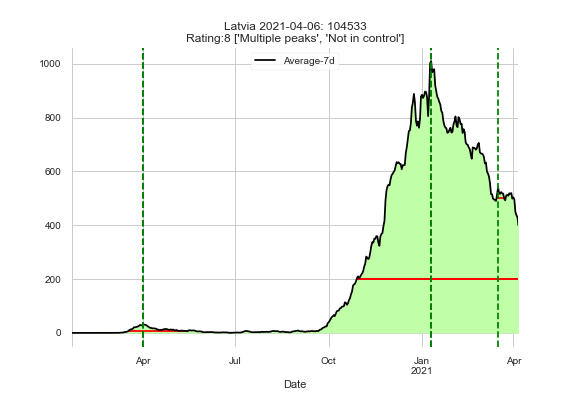 Latvia 2021-04-06: 104533
Rating:8 ['Multiple peaks', 'Not in control']
Average-7d
1000
800
600
400
200
0
Apr
Jul
Oct
Jan
2021
Apr
Date